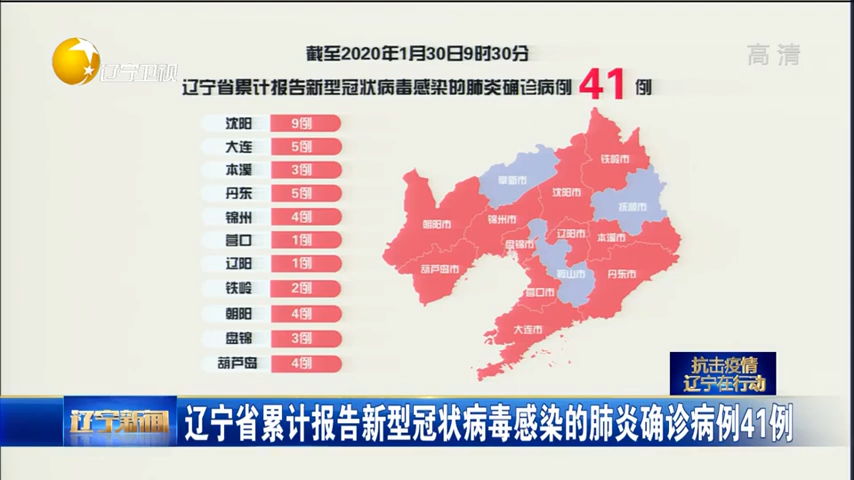 截至2020年1月30日9时30分
高清
辽宁卫视
辽宁省累计报告新型冠状病毒感染的肺炎确诊病例 41 例
沈阳 9例
大连 5例
本溪 3例
丹东 5例
锦州 4例
营口 1例
辽阳 1例
铁岭 2例
朝阳 4例
盘锦 3例
葫芦岛 4例
铁岭市
阜新市
沈阳市
抚顺市
朝阳市
锦州市
辽阳市
本溪市
盘锦市
葫芦岛市
鞍山市
丹东市
营口市
大连市
抗击疫情
辽宁在行动
辽宁新闻
辽宁省累计报告新型冠状病毒感染的肺炎确诊病例41例